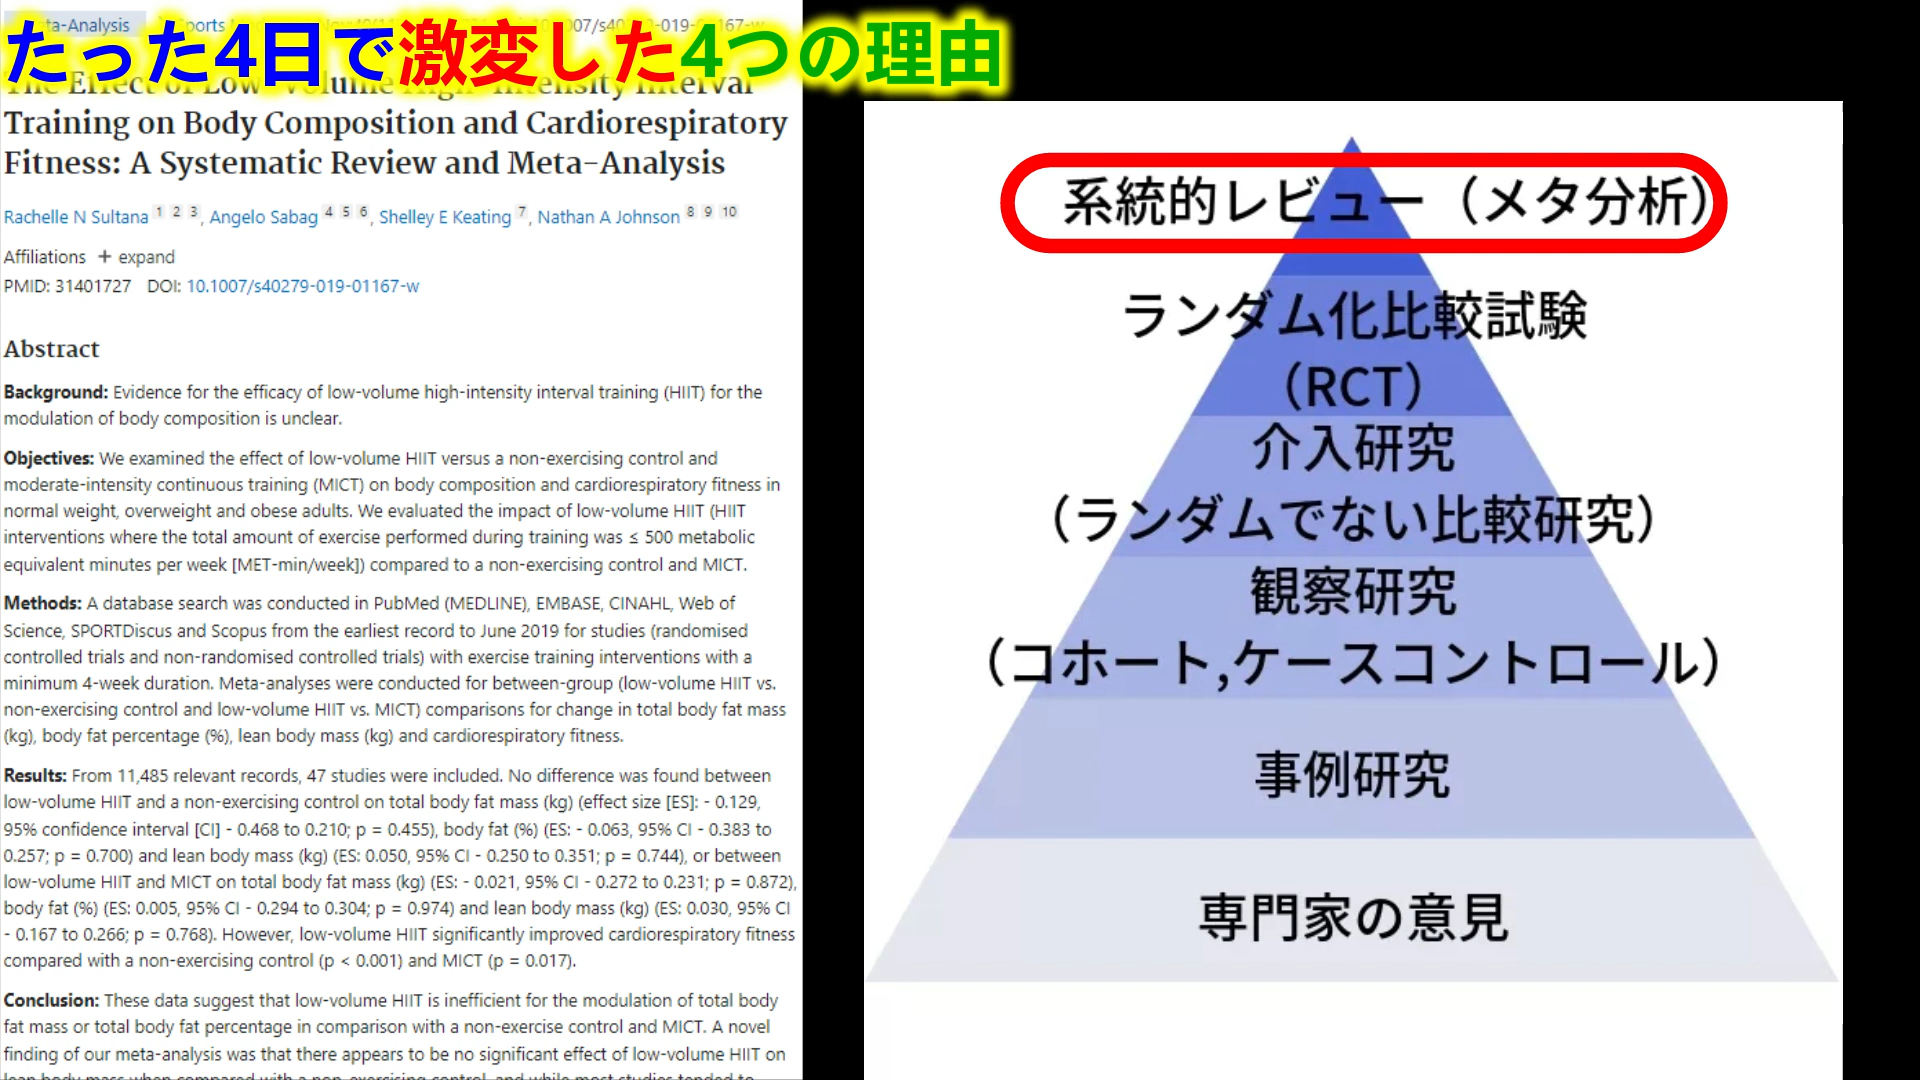 たった4日で激変した4つの理由
The Effect of Low-Volume High-Intensity Interval
Training on Body Composition and Cardiorespiratory
Fitness: A Systematic Review and Meta-Analysis
Rachelle N Sultana 1 2 3, Angelo Sabag 4 5 6, Shelley E Keating 7, Nathan A Johnson 8 9 10
Affiliations + expand
PMID: 31401727 DOI: 10.1007/s40279-019-01167-w
Abstract
Background: Evidence for the efficacy of low-volume high-intensity interval training (HIIT) for the
modulation of body composition is unclear.
Objectives: We examined the effect of low-volume HIIT versus a non-exercising control and
moderate-intensity continuous training (MICT) on body composition and cardiorespiratory fitness in
normal weight, overweight and obese adults. We evaluated the impact of low-volume HIIT (HIIT
interventions where the total amount of exercise performed during training was ≤ 500 metabolic
equivalent minutes per week [MET-min/week]) compared to a non-exercising control and MICT.
Methods: A database search was conducted in PubMed (MEDLINE), EMBASE, CINAHL, Web of
Science, SPORTDiscus and Scopus from the earliest record to June 2019 for studies (randomised
controlled trials and non-randomised controlled trials) with exercise training interventions with a
minimum 4-week duration. Meta-analyses were conducted for between-group (low-volume HIIT vs.
non-exercising control and low-volume HIIT vs. MICT) comparisons for change in total body fat mass
(kg), body fat percentage (%), lean body mass (kg) and cardiorespiratory fitness.
Results: From 11,485 relevant records, 47 studies were included. No difference was found between
low-volume HIIT and a non-exercising control on total body fat mass (kg) (effect size [ES]: - 0.129,
95% confidence interval [CI] - 0.468 to 0.210; p = 0.455), body fat (%) (ES: - 0.063, 95% CI - 0.383 to
0.257; p = 0.700) and lean body mass (kg) (ES: 0.050, 95% CI - 0.250 to 0.351; p = 0.744), or between
low-volume HIIT and MICT on total body fat mass (kg) (ES: - 0.021, 95% CI - 0.272 to 0.231; p = 0.872),
body fat (%) (ES: 0.005, 95% CI - 0.294 to 0.304; p = 0.974) and lean body mass (kg) (ES: 0.030, 95% CI
- 0.167 to 0.266; p = 0.768). However, low-volume HIIT significantly improved cardiorespiratory fitness
compared with a non-exercising control (p < 0.001) and MICT (p = 0.017).
Conclusion: These data suggest that low-volume HIIT is inefficient for the modulation of total body
fat mass or total body fat percentage in comparison with a non-exercise control and MICT. A novel
finding of our meta-analysis was that there appears to be no significant effect of low-volume HIIT on
系統的レビュー（メタ分析）
ランダム化比較試験
（RCT）
介入研究
（ランダムでない比較研究）
観察研究
（コホート,ケースコントロール）
事例研究
専門家の意見